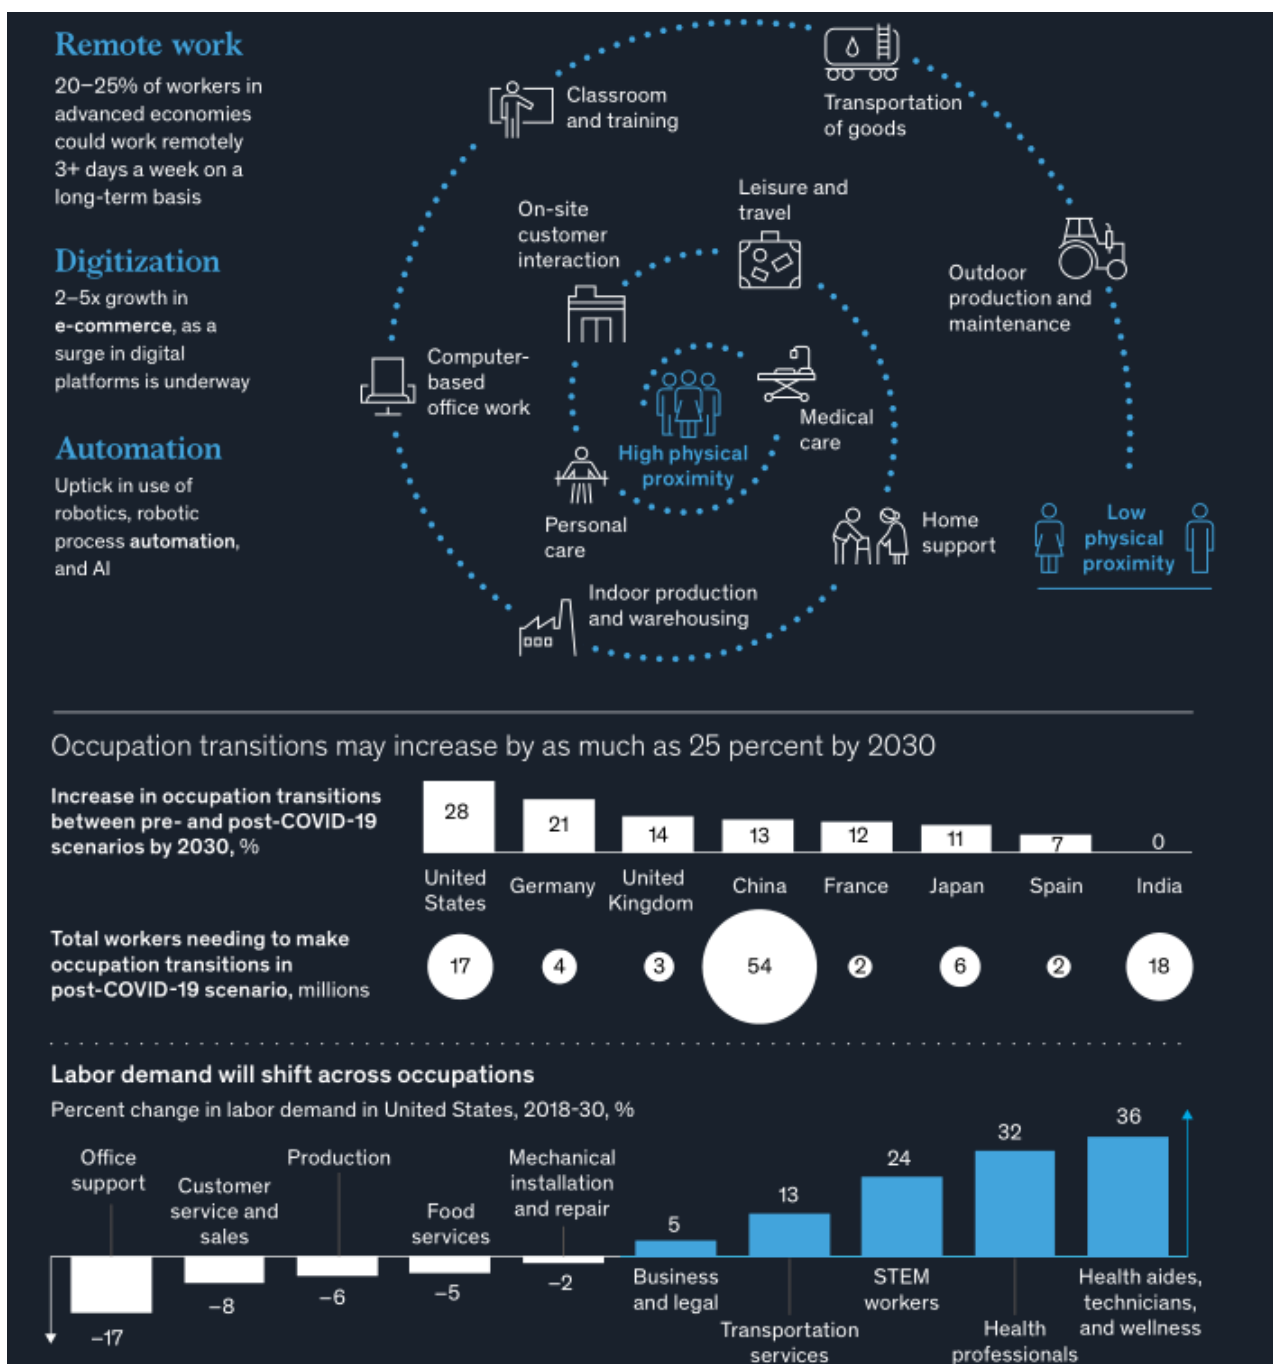 Remote work
20–25% of workers in
advanced economies
could work remotely
3+ days a week on a
long-term basis
Digitization
2–5x growth in
e-commerce, as a
surge in digital
platforms is underway
Automation
Uptick in use of
robotics, robotic
process automation,
and AI
Classroom
and training
Transportation
of goods
Leisure and
travel
On-site
customer
interaction
Outdoor
production and
maintenance
Computer-
based
office work
Medical
care
High physical
proximity
Personal
care
Home
support
Low
physical
proximity
Indoor production
and warehousing
Occupation transitions may increase by as much as 25 percent by 2030
Increase in occupation transitions
between pre- and post-COVID-19
scenarios by 2030, %
28
21
14
13
12
11
7
0
United
States
Germany
United
Kingdom
China
France
Japan
Spain
India
Total workers needing to make
occupation transitions in
post-COVID-19 scenario, millions
17
4
3
54
2
6
2
18
Labor demand will shift across occupations
Percent change in labor demand in United States, 2018-30, %
Office
support
–17
Customer
service and
sales
–8
Production
–6
Food
services
–5
Mechanical
installation
and repair
–2
5
Business
and legal
13
Transportation
services
24
STEM
workers
32
Health
professionals
36
Health aides,
technicians,
and wellness